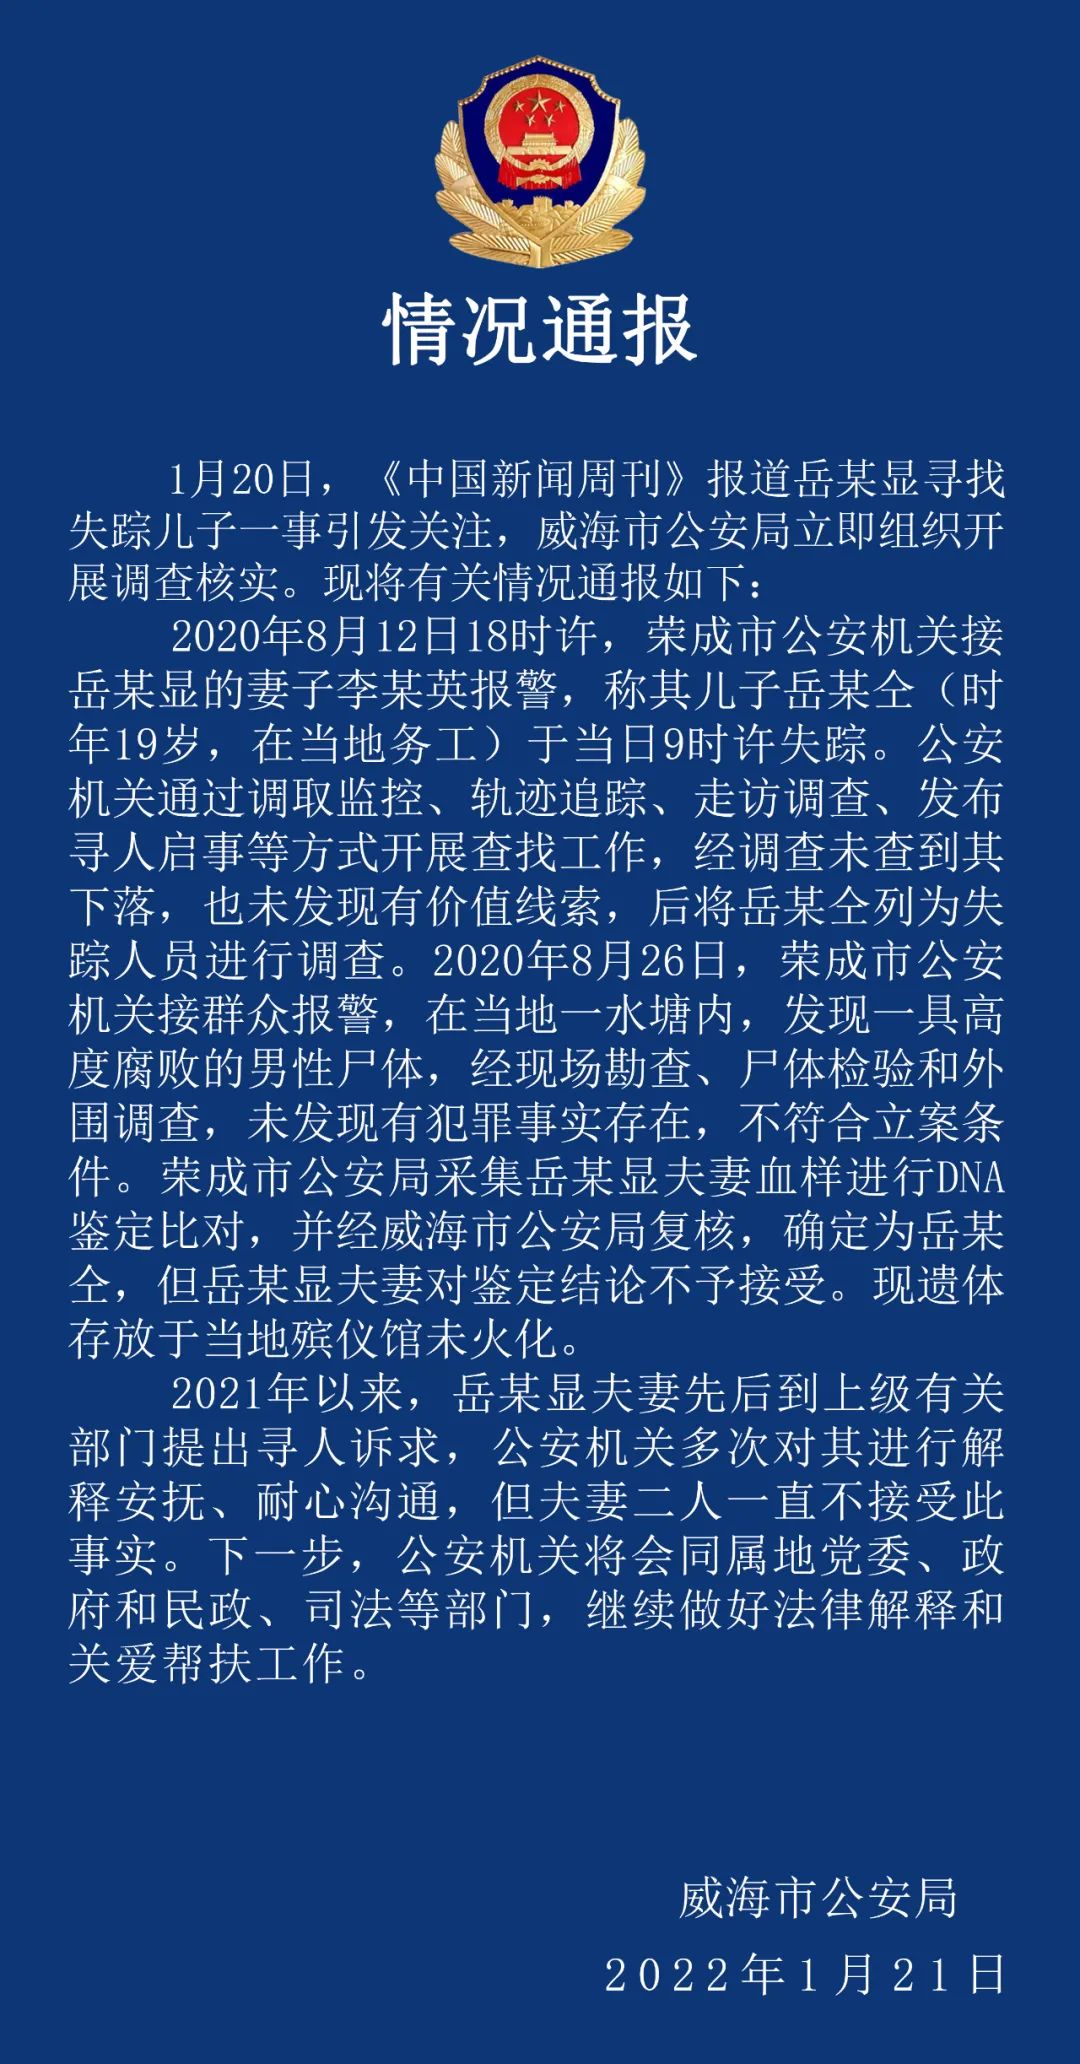 情况通报
1月20日，《中国新闻周刊》报道岳某显寻找
失踪儿子一事引发关注，威海市公安局立即组织开
展调查核实。现将有关情况通报如下：
2020年8月12日18时许，荣成市公安机关接
岳某显的妻子李某英报警，称其儿子岳某仝（时
年19岁，在当地务工）于当日9时许失踪。公安
机关通过调取监控、轨迹追踪、走访调查、发布
寻人启事等方式开展查找工作，经调查未查到其
下落，也未发现有价值线索，后将岳某仝列为失
踪人员进行调查。2020年8月26日，荣成市公安
机关接群众报警，在当地一水塘内，发现一具高
度腐败的男性尸体，经现场勘查、尸体检验和外
围调查，未发现有犯罪事实存在，不符合立案条
件。荣成市公安局采集岳某显夫妻血样进行DNA
鉴定比对，并经威海市公安局复核，确定为岳某
仝，但岳某显夫妻对鉴定结论不予接受。现遗体
存放于当地殡仪馆未火化。
2021年以来，岳某显夫妻先后到上级有关
部门提出寻人诉求，公安机关多次对其进行解
释安抚、耐心沟通，但夫妻二人一直不接受此
事实。下一步，公安机关将会同属地党委、政
府和民政、司法等部门，继续做好法律解释和
关爱帮扶工作。
威海市公安局
2022年1月21日